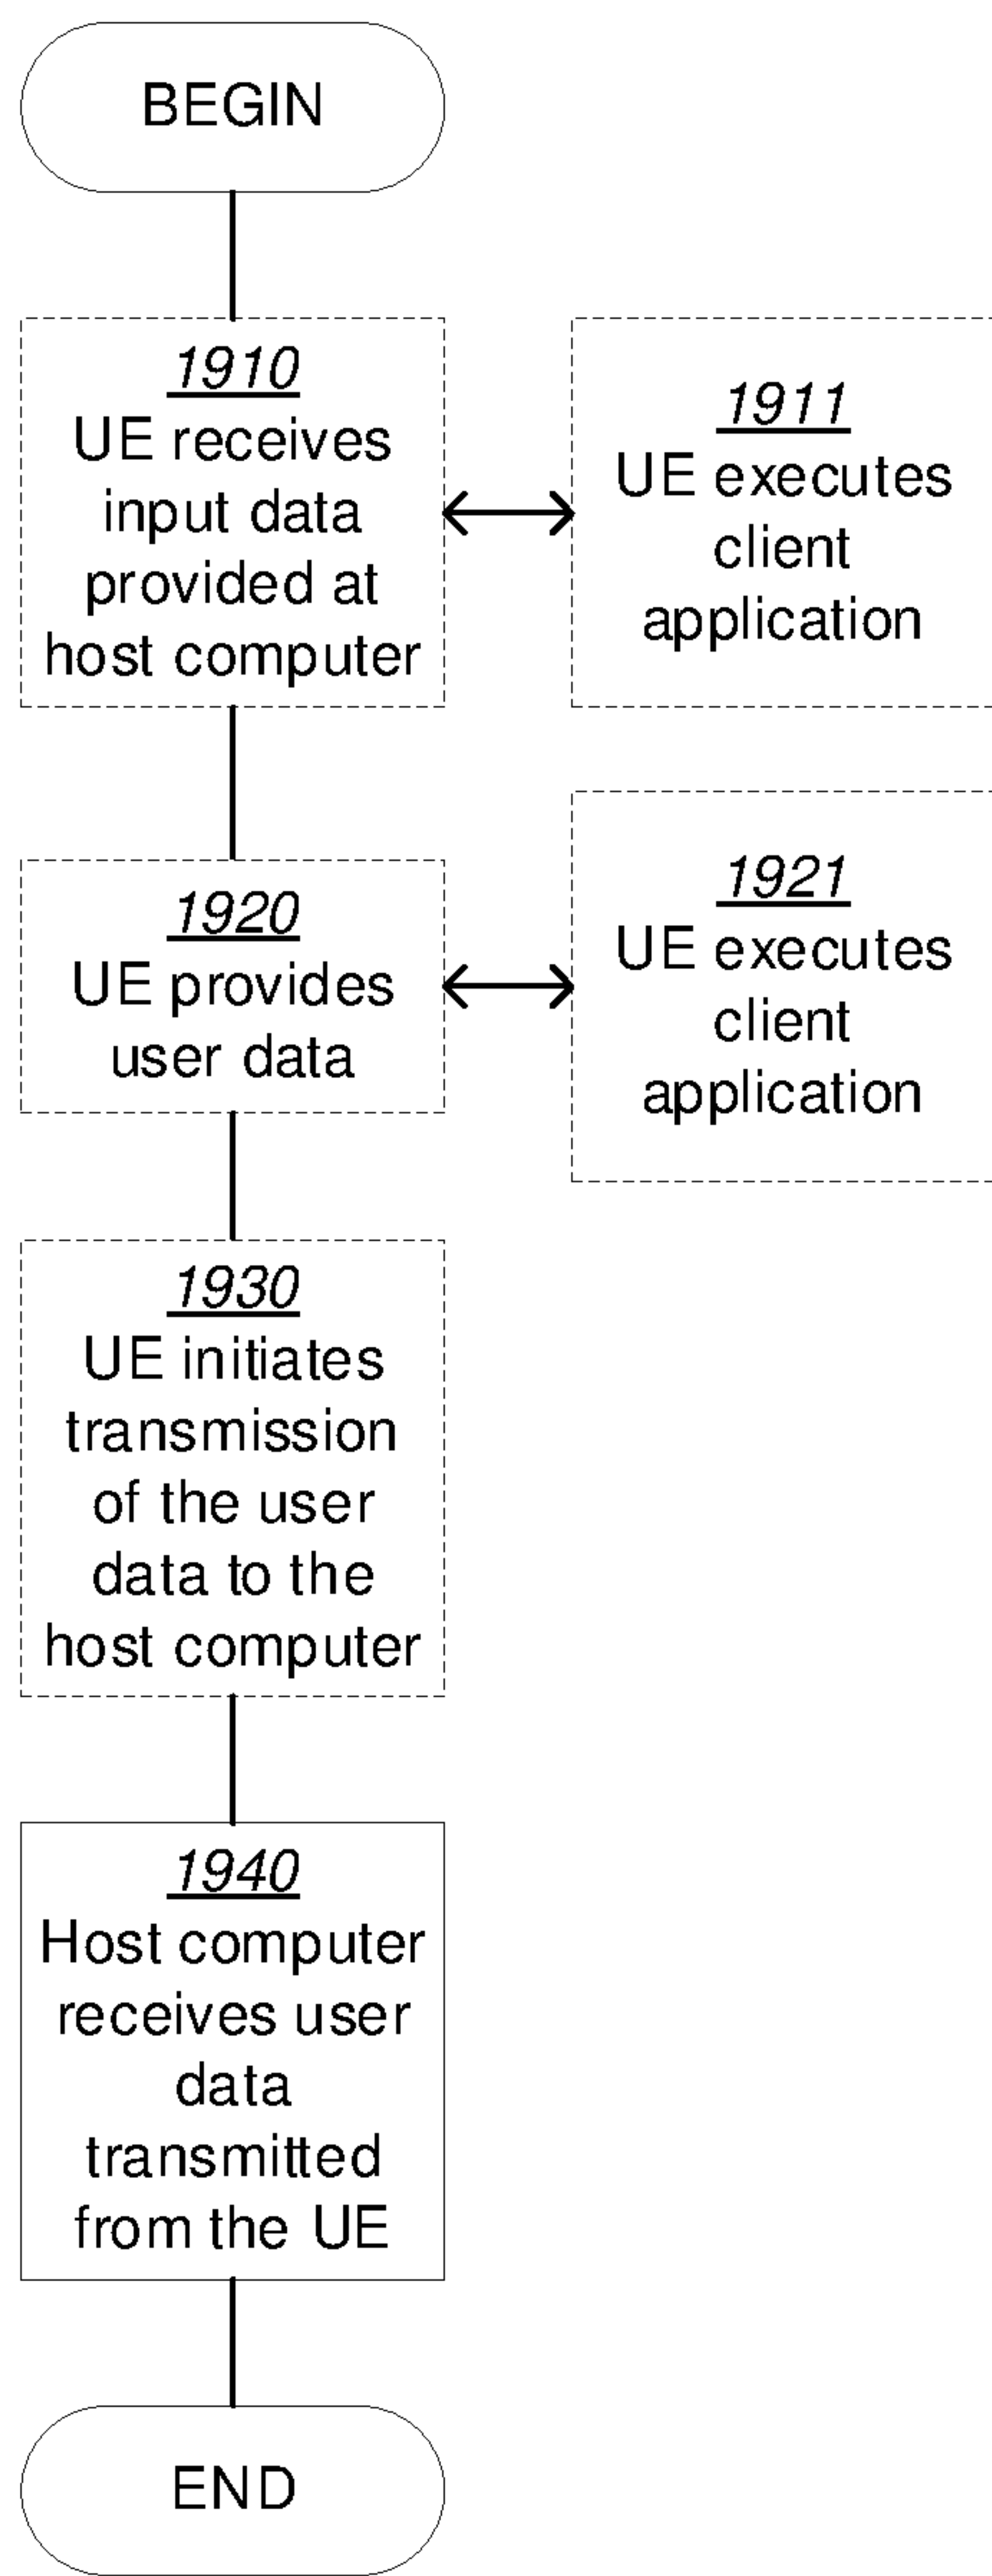 BEGIN
1910
UE receives
input data
provided at
host computer
1911
UE executes
client
application
1920
UE provides
user data
1921
UE executes
client
application
1930
UE initiates
transmission
of the user
data to the
host computer
1940
Host computer
receives user
data
transmitted
from the UE
END